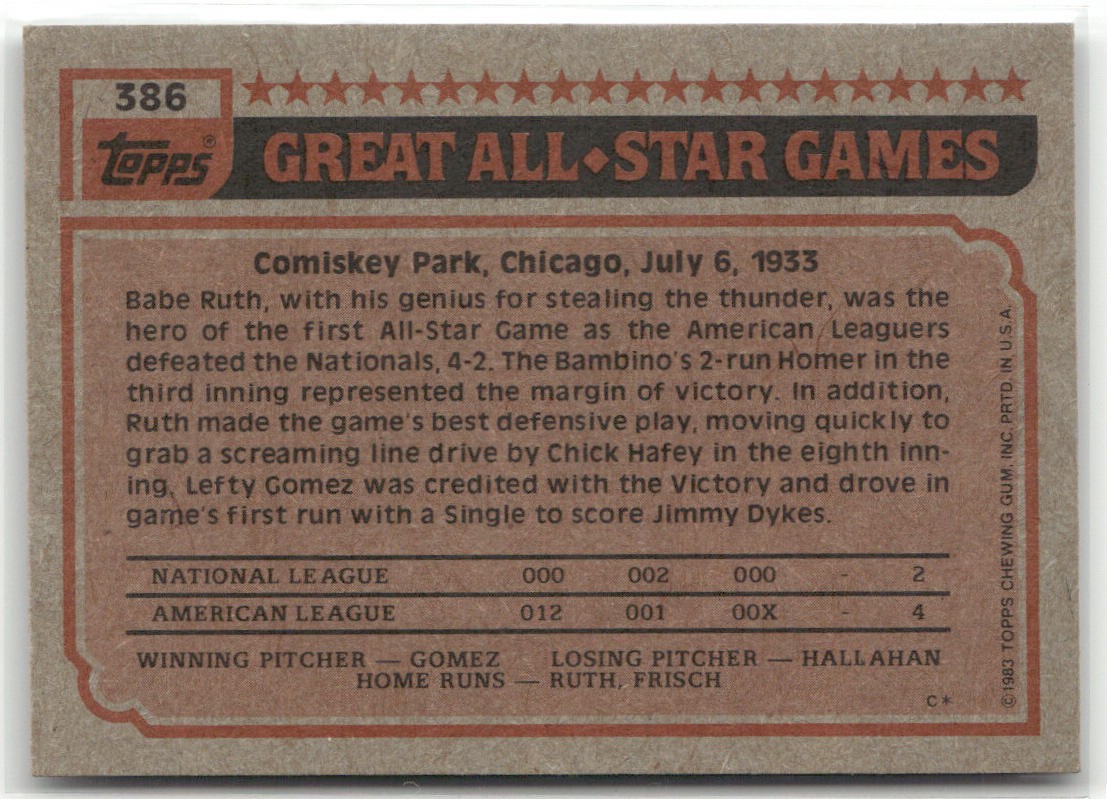 386
TOPPS®
GREAT ALL◆STAR GAMES
Comiskey Park, Chicago, July 6, 1933
Babe Ruth, with his genius for stealing the thunder, was the
hero of the first All-Star Game as the American Leaguers
defeated the Nationals, 4-2. The Bambino's 2-run Homer in the
third inning represented the margin of victory. In addition,
Ruth made the game's best defensive play, moving quickly to
grab a screaming line drive by Chick Hafey in the eighth inn-
ing. Lefty Gomez was credited with the Victory and drove in
game's first run with a Single to score Jimmy Dykes.
NATIONAL LEAGUE 000 002 000 - 2
AMERICAN LEAGUE 012 001 00X - 4
WINNING PITCHER — GOMEZ LOSING PITCHER — HALLAHAN
HOME RUNS — RUTH, FRISCH
C*
©1983 TOPPS CHEWING GUM, INC. PRTD. IN U.S.A.